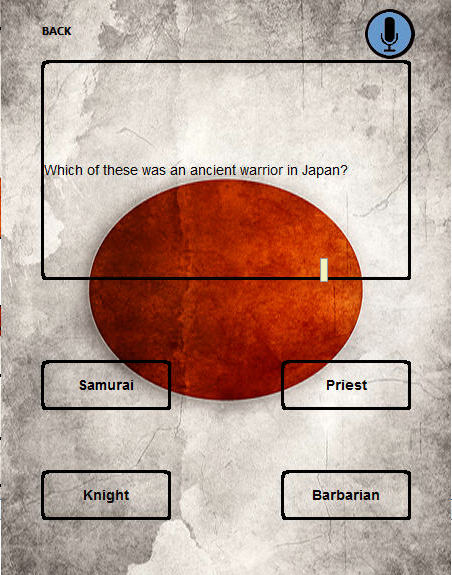 BACK
Which of these was an ancient warrior in Japan?
Samurai
Priest
Knight
Barbarian